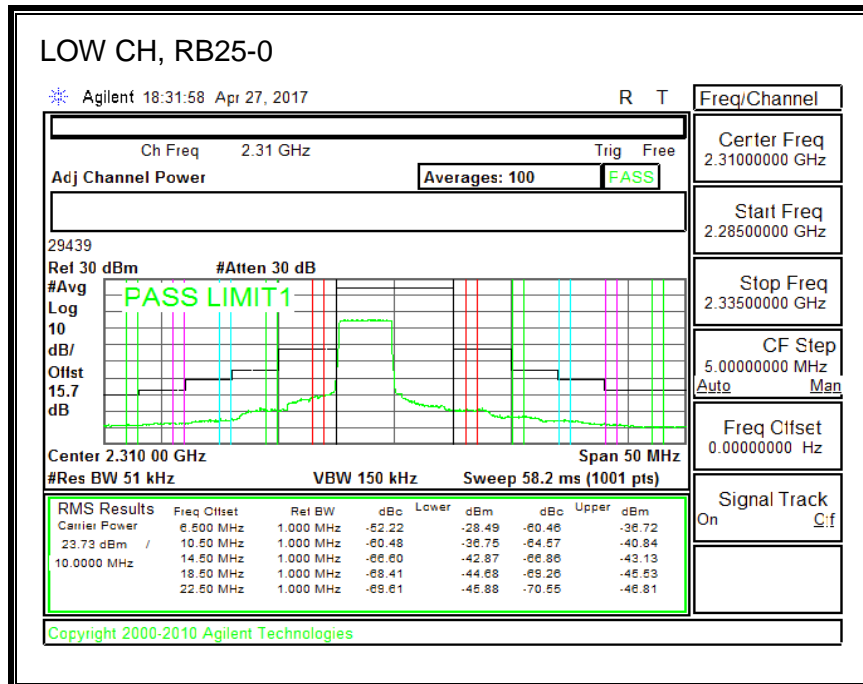 LOW CH, RB25-0
Agilent 18:31:58 Apr 27, 2017 R T
Freq/Channel
Ch Freq 2.31 GHz Trig Free
Adj Channel Power Averages: 100 PASS
Center Freq
2.31000000 GHz
Start Freq
2.28500000 GHz
29439
Ref 30 dBm #Atten 30 dB
#Avg
Log
10
dB/
Offst
15.7
dB
PASS LIMIT1
Stop Freq
2.33500000 GHz
CF Step
5.00000000 MHz
Auto Man
Freq Offset
0.00000000 Hz
Center 2.310 00 GHz Span 50 MHz
#Res BW 51 kHz VBW 150 kHz Sweep 58.2 ms (1001 pts)
Signal Track
On Off
RMS Results Freq Offset Ref BW dBc Lower dBm dBc Upper dBm
Carrier Power 6.500 MHz 1.000 MHz -52.22 -28.49 -60.46 -36.72
23.73 dBm / 10.50 MHz 1.000 MHz -60.48 -36.75 -64.57 -40.84
10.0000 MHz 14.50 MHz 1.000 MHz -66.60 -42.87 -66.86 -43.13
18.50 MHz 1.000 MHz -68.41 -44.68 -69.26 -45.53
22.50 MHz 1.000 MHz -69.61 -45.88 -70.55 -46.81
Copyright 2000-2010 Agilent Technologies